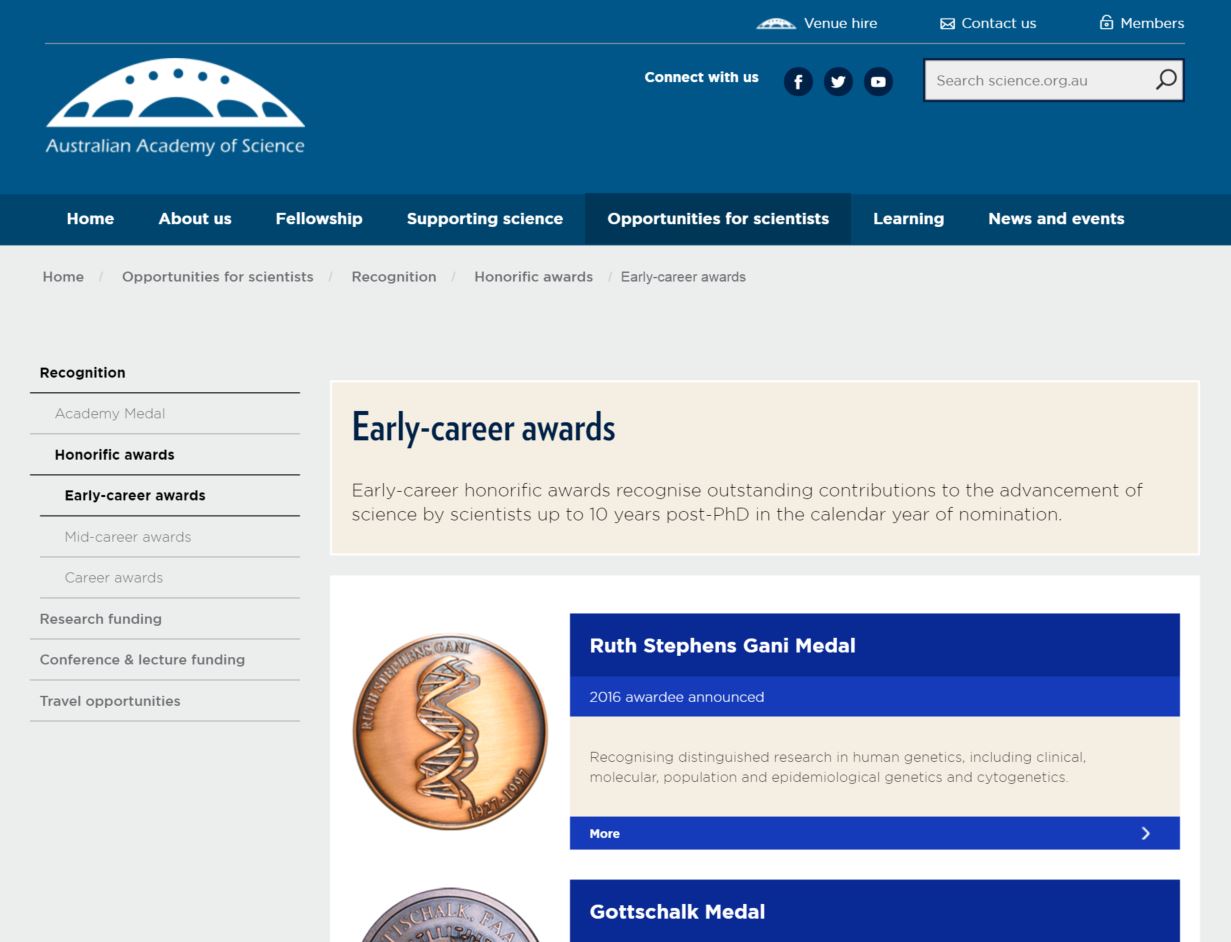 Venue hire
Contact us
Members
Australian Academy of Science
Connect with us
Search science.org.au
Home
About us
Fellowship
Supporting science
Opportunities for scientists
Learning
News and events
Home / Opportunities for scientists / Recognition / Honorific awards / Early-career awards
Recognition
Academy Medal
Honorific awards
Early-career awards
Mid-career awards
Career awards
Research funding
Conference & lecture funding
Travel opportunities
Early-career awards
Early-career honorific awards recognise outstanding contributions to the advancement of
science by scientists up to 10 years post-PhD in the calendar year of nomination.
RUTH STEPHENS GANI
1927-1997
Ruth Stephens Gani Medal
2016 awardee announced
Recognising distinguished research in human genetics, including clinical,
molecular, population and epidemiological genetics and cytogenetics.
More
Gottschalk Medal